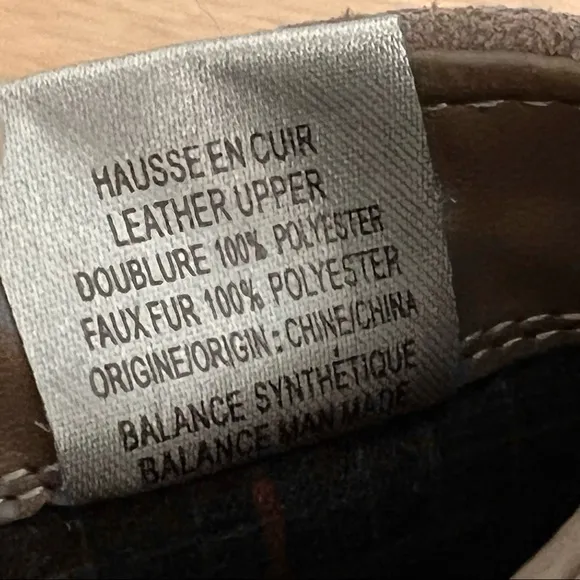 HAUSSE EN CUIR
LEATHER UPPER
DOUBLURE 100% POLYESTER
FAUX FUR 100% POLYESTER
ORIGINE/ORIGIN : CHINE/CHINA
BALANCE SYNTHÉTIQUE
BALANCE MAN MADE